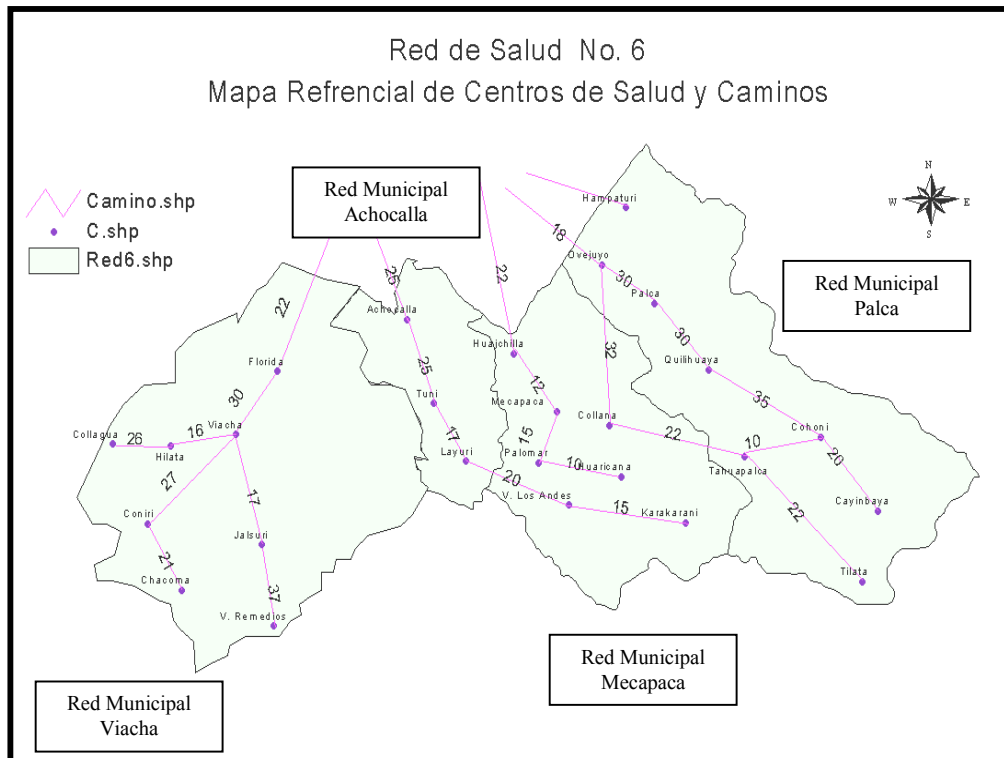 Red de Salud No. 6
Mapa Refrencial de Centros de Salud y Caminos
Camino.shp
C.shp
Red6.shp
Red Municipal
Achocalla
N
W
E
S
Red Municipal
Palca
Hampaturi
18
Ovejuyo
30
Palca
30
Quilihuaya
35
Cohoni
10
20
Cayinbaya
Tahuapalca
22
Tilata
32
Collana
22
22
Huajchilla
12
Mecapaca
15
Palomar
10
Huaricana
25
Achocalla
25
Tuni
17
Layuri
20
V. Los Andes
15
Karakarani
22
Florida
30
Viacha
16
Hilata
26
Collagua
27
Coniri
21
Chacoma
17
Jalsuri
37
V. Remedios
Red Municipal
Mecapaca
Red Municipal
Viacha